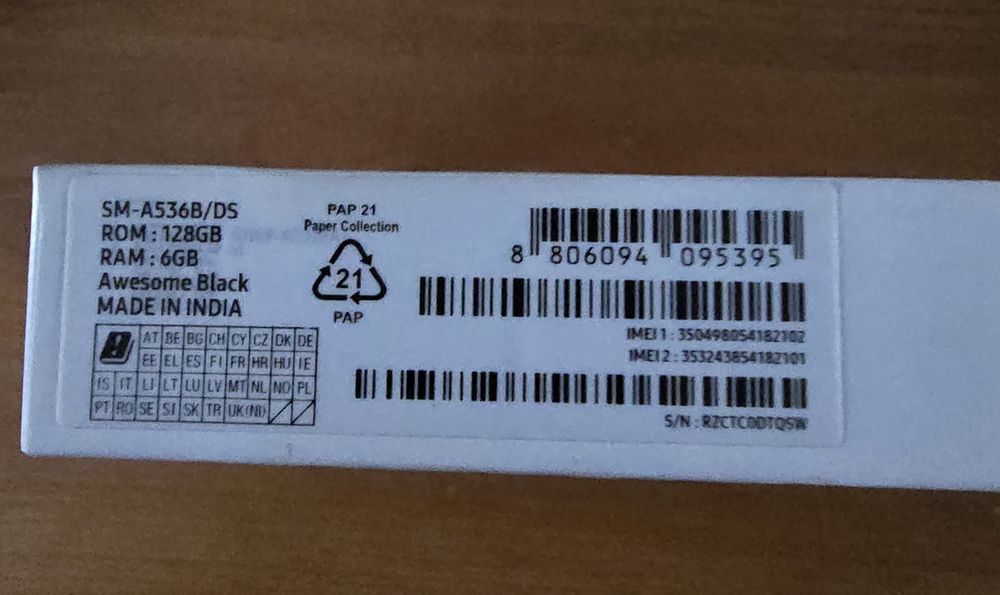 SM-A536B/DS
ROM : 128GB
RAM : 6GB
Awesome Black
MADE IN INDIA
AT BE BG CH CY CZ DK DE
EE EL ES FI FR HR HU IE
IS IT LI LT LU LV MT NL NO PL
PT RO SE SI SK TR UK(NI)
PAP 21
Paper Collection
21
PAP
8 806094 095395
IMEI 1 : 350498054182102
IMEI 2 : 353243854182101
S/N : RZCTC0DTQSW